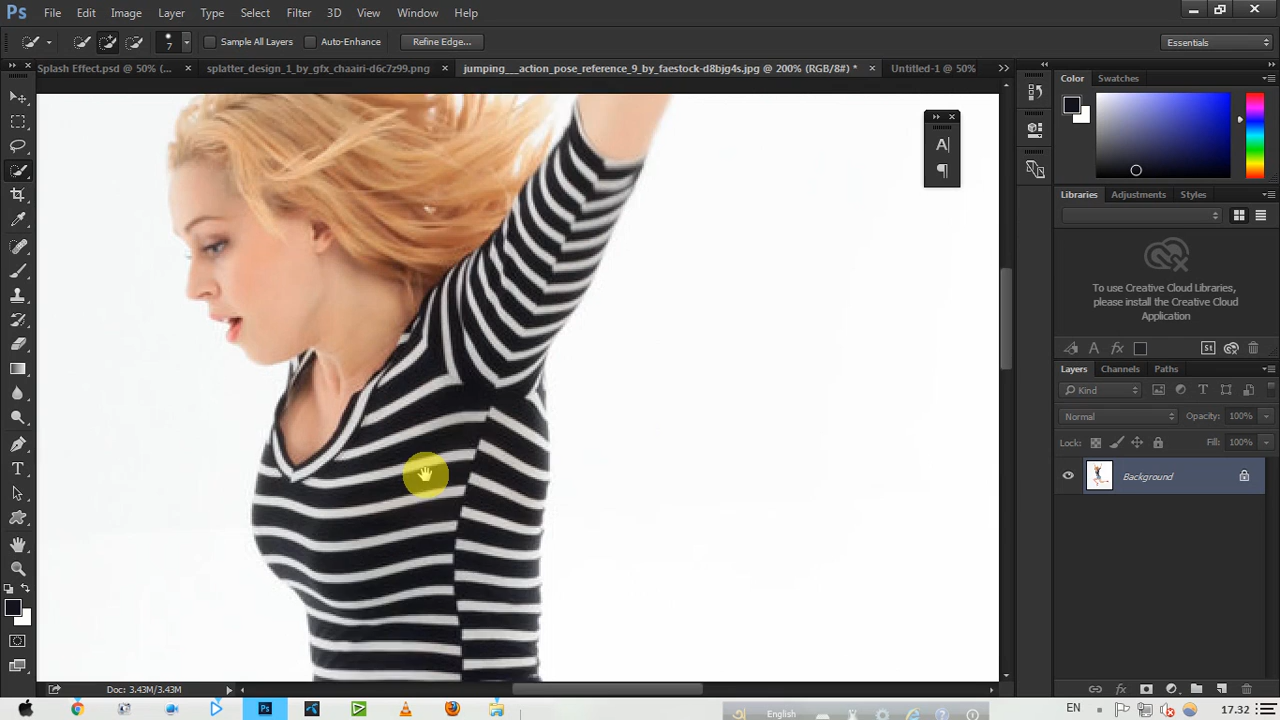 Ps File Edit Image Layer Type Select Filter 3D View Window Help
7 Sample All Layers Auto-Enhance Refine Edge... Essentials
Splash Effect.psd @ 50% (... × splatter_design_1_by_gfx_chaairi-d6c7z99.png × jumping___action_pose_reference_9_by_faestock-d8bjg4s.jpg @ 200% (RGB/8#) * × Untitled-1 @ 50%
Color Swatches
Libraries Adjustments Styles
To use Creative Cloud Libraries,
please install the Creative Cloud
Application
Layers Channels Paths
Kind
Normal Opacity: 100%
Lock: Fill: 100%
Background
Doc: 3.43M/3.43M
English EN 17.32